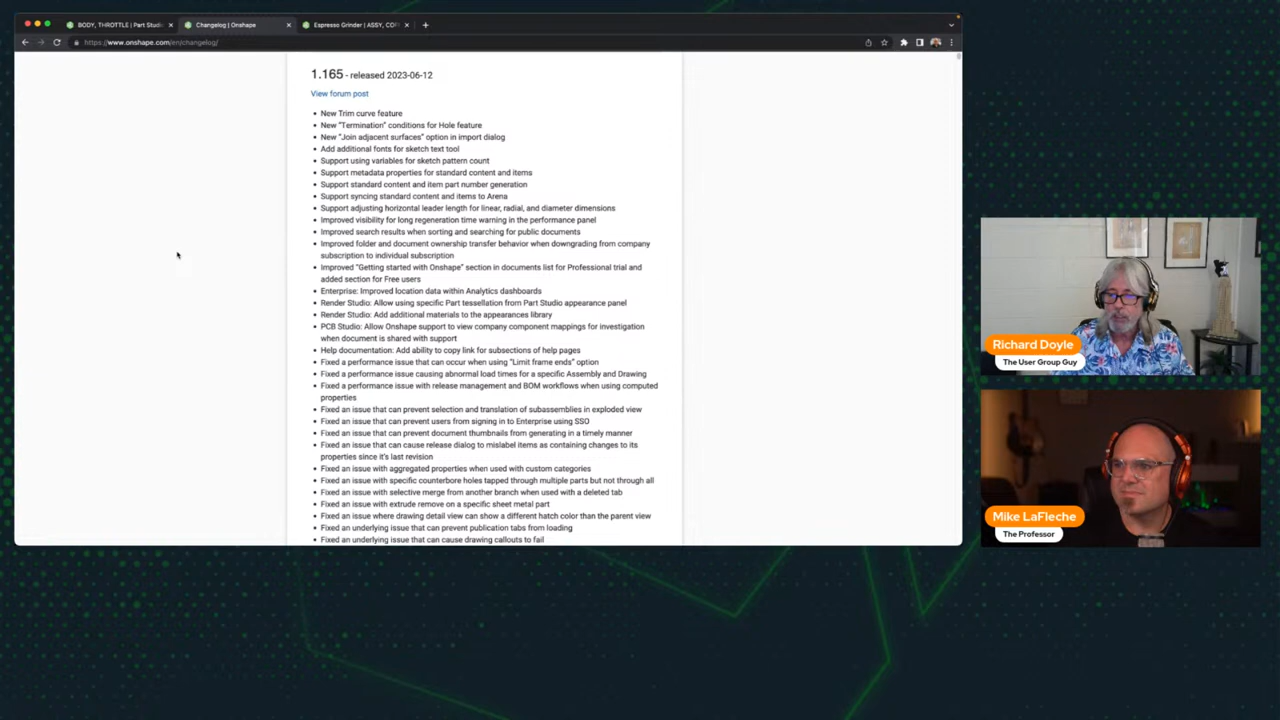 BODY, THROTTLE | Part Studi
Changelog | Onshape
Espresso Grinder | ASSY, COF
https://www.onshape.com/en/changelog/
1.165 - released 2023-06-12
View forum post
• New Trim curve feature
• New "Termination" conditions for Hole feature
• New "Join adjacent surfaces" option in import dialog
• Add additional fonts for sketch text tool
• Support using variables for sketch pattern count
• Support metadata properties for standard content and items
• Support standard content and item part number generation
• Support syncing standard content and items to Arena
• Support adjusting horizontal leader length for linear, radial, and diameter dimensions
• Improved visibility for long regeneration time warning in the performance panel
• Improved search results when sorting and searching for public documents
• Improved folder and document ownership transfer behavior when downgrading from company
subscription to individual subscription
• Improved "Getting started with Onshape" section in documents list for Professional trial and
added section for Free users
• Enterprise: Improved location data within Analytics dashboards
• Render Studio: Allow using specific Part tessellation from Part Studio appearance panel
• Render Studio: Add additional materials to the appearances library
• PCB Studio: Allow Onshape support to view company component mappings for investigation
when document is shared with support
• Help documentation: Add ability to copy link for subsections of help pages
• Fixed a performance issue that can occur when using "Limit frame ends" option
• Fixed a performance issue causing abnormal load times for a specific Assembly and Drawing
• Fixed a performance issue with release management and BOM workflows when using computed
properties
• Fixed an issue that can prevent selection and translation of subassemblies in exploded view
• Fixed an issue that can prevent users from signing in to Enterprise using SSO
• Fixed an issue that can prevent document thumbnails from generating in a timely manner
• Fixed an issue that can cause release dialog to mislabel items as containing changes to its
properties since it's last revision
• Fixed an issue with aggregated properties when used with custom categories
• Fixed an issue with specific counterbore holes tapped through multiple parts but not through all
• Fixed an issue with selective merge from another branch when used with a deleted tab
• Fixed an issue with extrude remove on a specific sheet metal part
• Fixed an issue where drawing detail view can show a different hatch color than the parent view
• Fixed an underlying issue that can prevent publication tabs from loading
• Fixed an underlying issue that can cause drawing callouts to fail
Richard Doyle
The User Group Guy
Mike LaFleche
The Professor